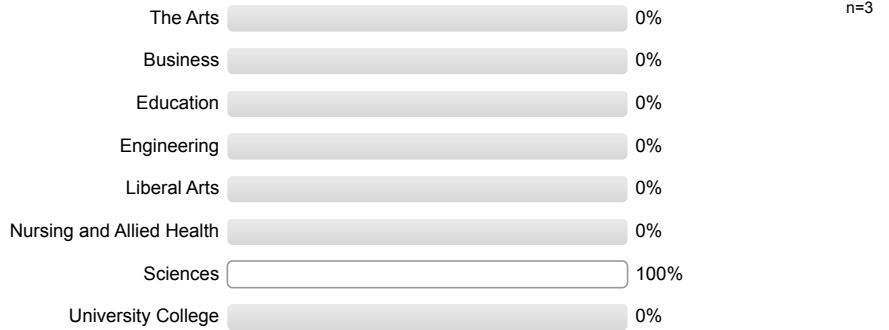 The Arts 0% n=3
Business 0%
Education 0%
Engineering 0%
Liberal Arts 0%
Nursing and Allied Health 0%
Sciences 100%
University College 0%